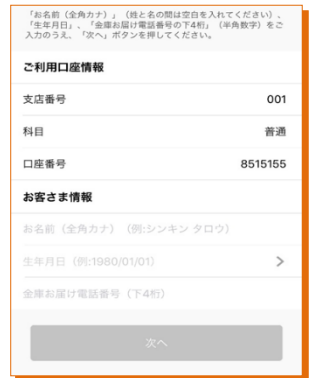 「お名前（全角カナ）」（姓と名の間は空白を入れてください）、
「生年月日」、「金庫お届け電話番号の下4桁」（半角数字）をご
入力のうえ、「次へ」ボタンを押してください。
ご利用口座情報
支店番号 001
科目 普通
口座番号 8515155
お客さま情報
お名前（全角カナ）（例:シンキン タロウ）
生年月日（例:1980/01/01） >
金庫お届け電話番号（下4桁）
次へ